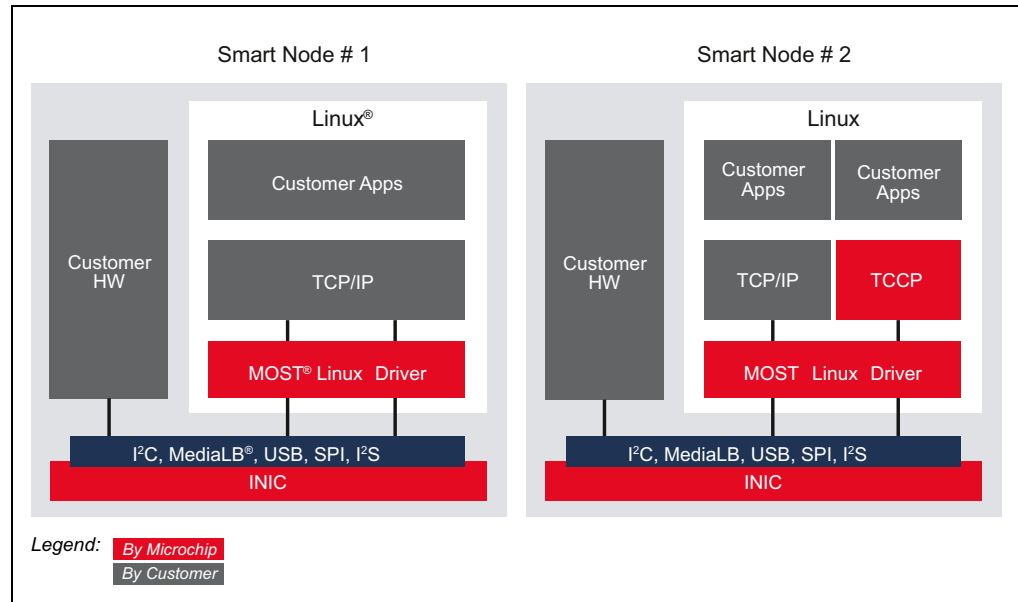 Smart Node # 1
Linux®
Customer Apps
Customer
HW
TCP/IP
MOST® Linux Driver
I²C, MediaLB®, USB, SPI, I²S
INIC
Smart Node # 2
Linux
Customer
Apps
Customer
Apps
Customer
HW
TCP/IP
TCCP
MOST Linux Driver
I²C, MediaLB, USB, SPI, I²S
INIC
Legend:
By Microchip
By Customer